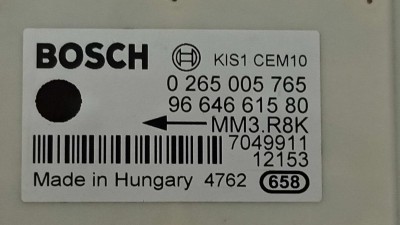 BOSCH KIS1 CEM10
0 265 005 765
96 646 615 80
MM3.R8K
7049911
12153
Made in Hungary 4762 658